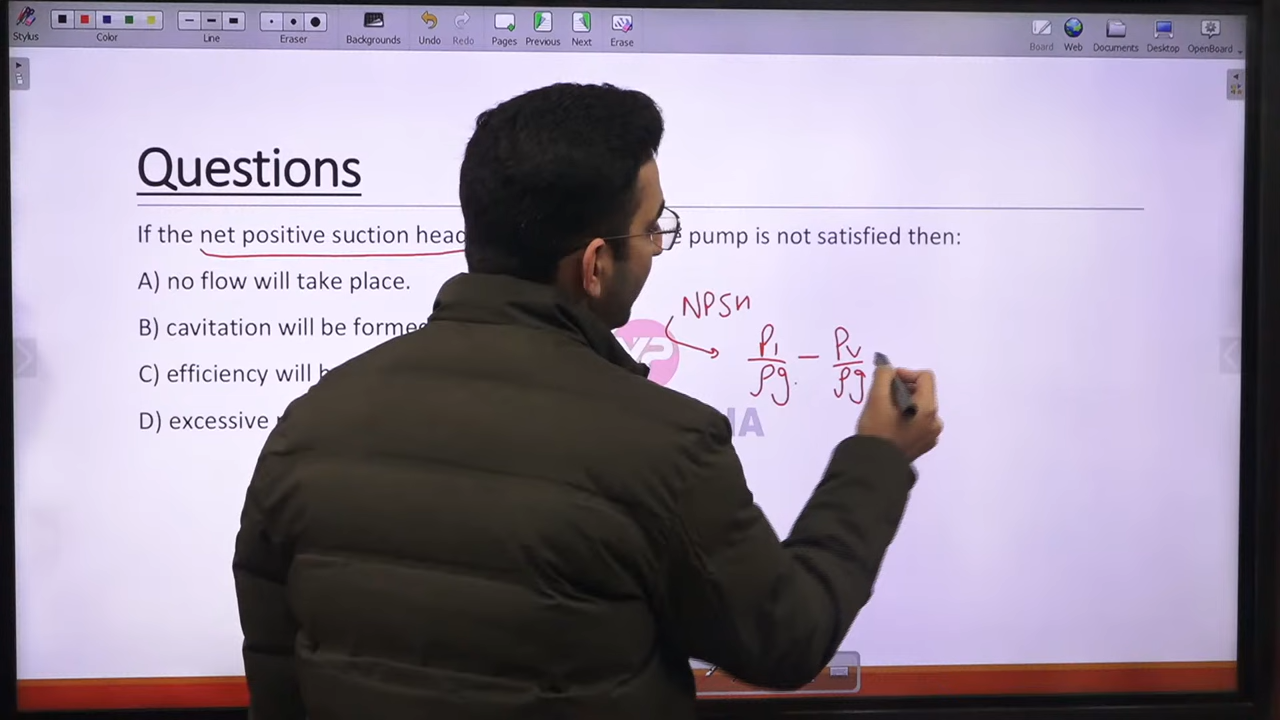 Stylus
Color
Line
Eraser
Backgrounds
Undo
Redo
Pages
Previous
Next
Erase
Board
Web
Documents
Desktop
OpenBoard
Questions
If the net positive suction head pump is not satisfied then:
A) no flow will take place.
B) cavitation will be formed
C) efficiency will
D) excessive
NPSH
P1/ρg - Pv/ρg